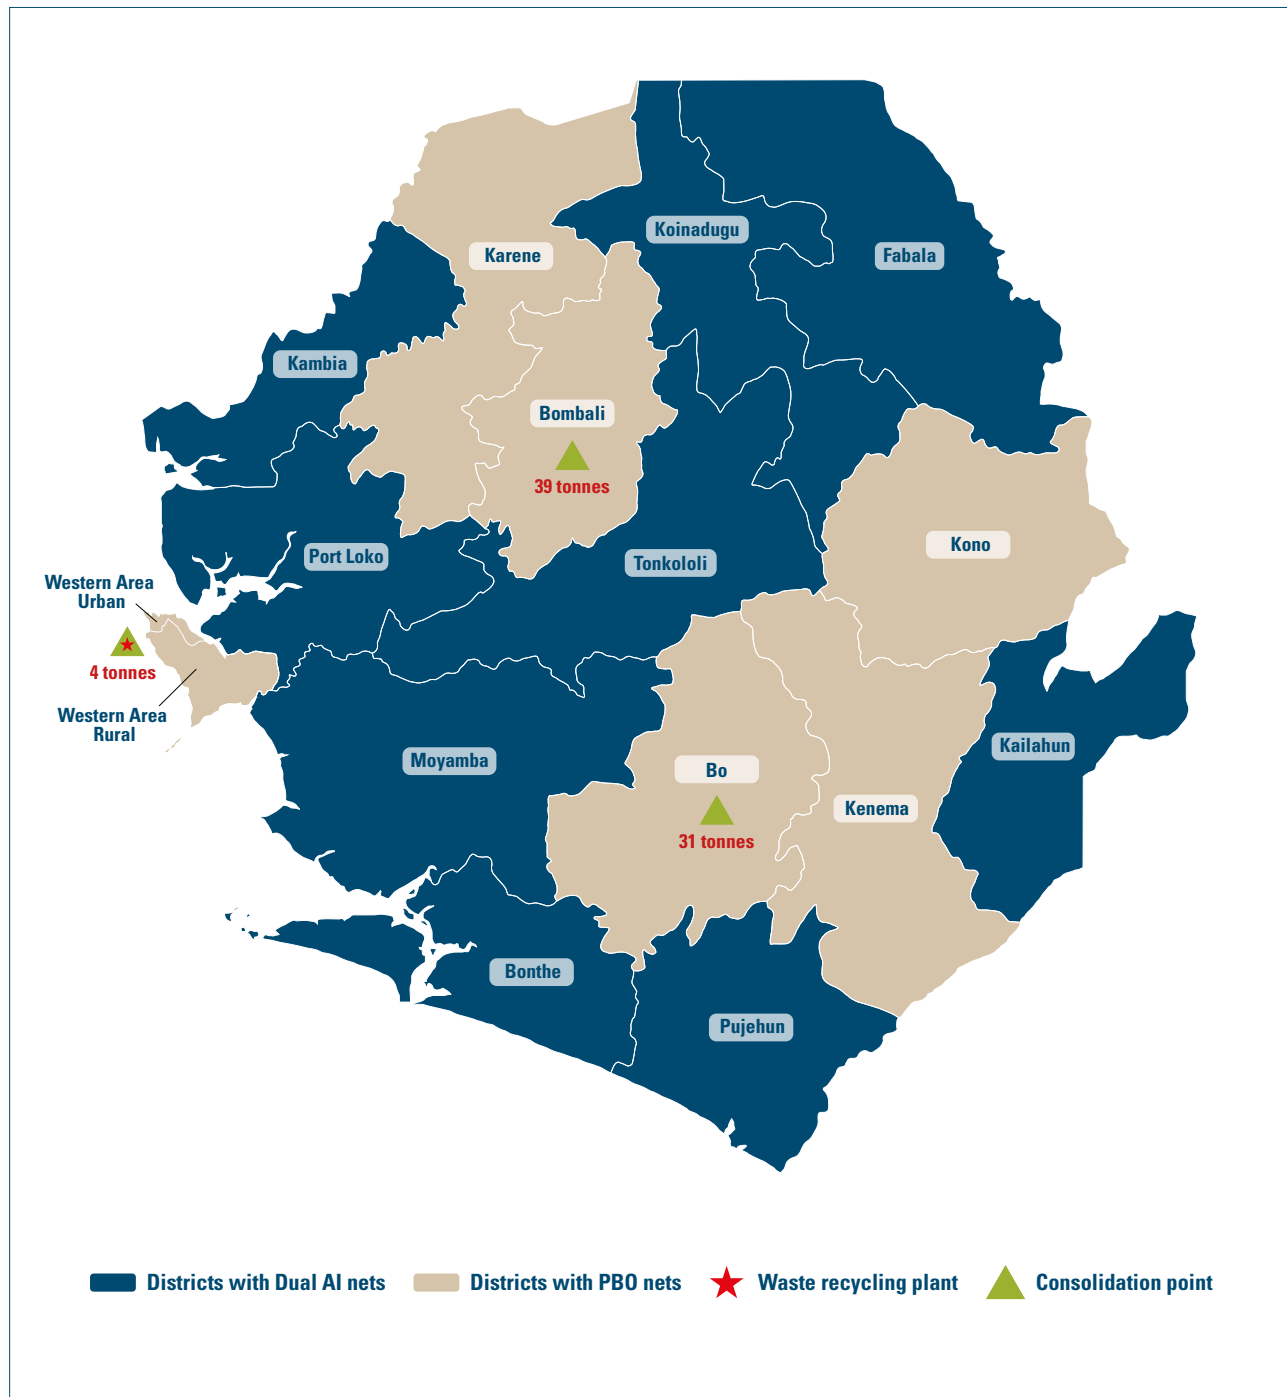 Koinadugu
Karene
Fabala
Kambia
Bombali
39 tonnes
Kono
Port Loko
Tonkololi
Western Area
Urban
4 tonnes
Western Area
Rural
Moyamba
Bo
31 tonnes
Kailahun
Kenema
Bonthe
Pujehun
Districts with Dual AI nets
Districts with PBO nets
Waste recycling plant
Consolidation point